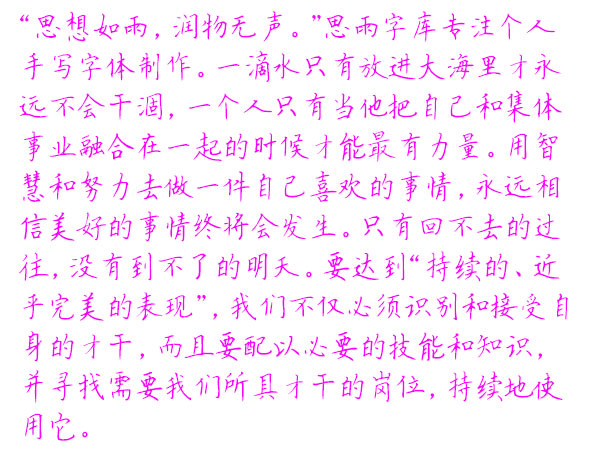 “思想如雨，润物无声。”思雨字库专注个人
手写字体制作。一滴水只有放进大海里才永
远不会干涸，一个人只有当他把自己和集体
事业融合在一起的时候才能最有力量。用智
慧和努力去做一件自己喜欢的事情，永远相
信美好的事情终将会发生。只有回不去的过
往，没有到不了的明天。要达到“持续的、近
乎完美的表现”，我们不仅必须识别和接受自
身的才干，而且要配以必要的技能和知识，
并寻找需要我们所具才干的岗位，持续地使
用它。